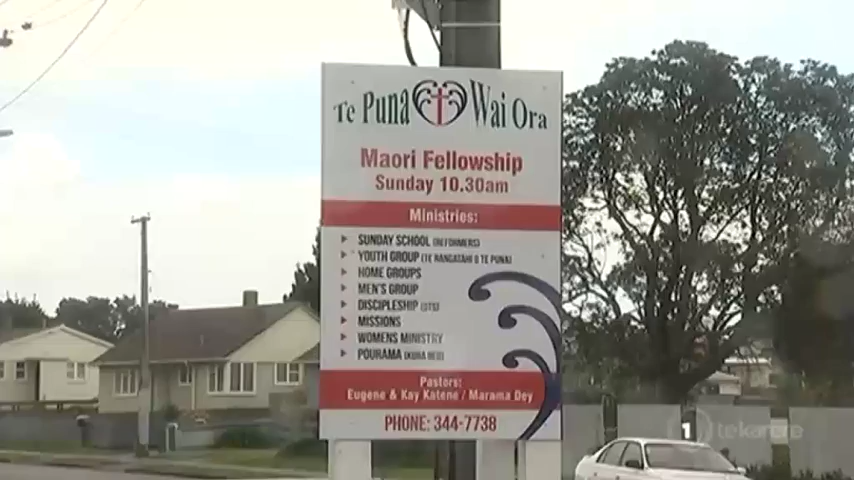 Te Puna Wai Ora
Maori Fellowship
Sunday 10.30am
Ministries:
SUNDAY SCHOOL (REFORMERS)
YOUTH GROUP (TE RANGATAHI O TE PUNA)
HOME GROUPS
MEN'S GROUP
DISCIPLESHIP
MISSIONS
WOMENS MINISTRY
POURAMA
Pastors:
Eugene & Kay Katene / Marama Dey
PHONE: 344-7738
1 tekarere